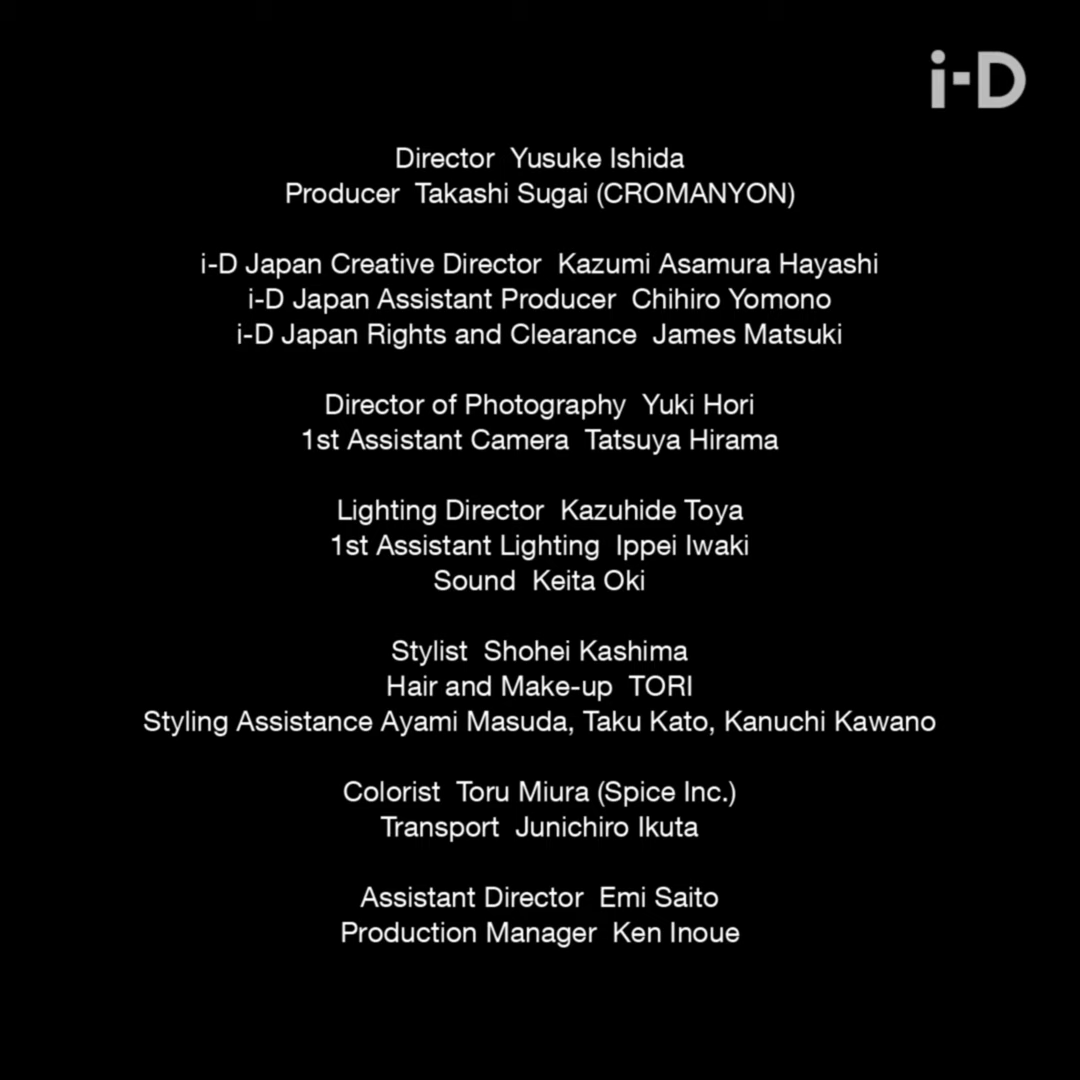 i-D
Director Yusuke Ishida
Producer Takashi Sugai (CROMANYON)
i-D Japan Creative Director Kazumi Asamura Hayashi
i-D Japan Assistant Producer Chihiro Yomono
i-D Japan Rights and Clearance James Matsuki
Director of Photography Yuki Hori
1st Assistant Camera Tatsuya Hirama
Lighting Director Kazuhide Toya
1st Assistant Lighting Ippei Iwaki
Sound Keita Oki
Stylist Shohei Kashima
Hair and Make-up TORI
Styling Assistance Ayami Masuda, Taku Kato, Kanuchi Kawano
Colorist Toru Miura (Spice Inc.)
Transport Junichiro Ikuta
Assistant Director Emi Saito
Production Manager Ken Inoue